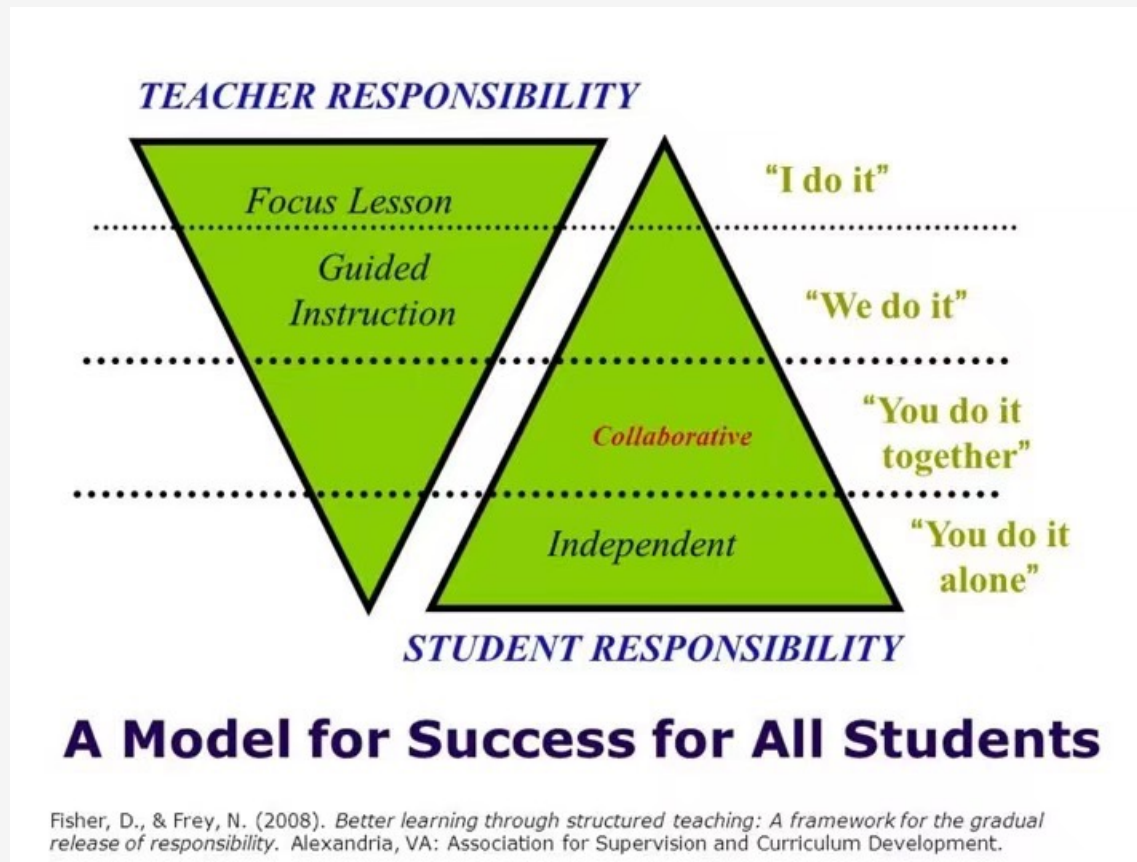 TEACHER RESPONSIBILITY
Focus Lesson
“I do it”
Guided
Instruction
“We do it”
Collaborative
“You do it
together”
Independent
“You do it
alone”
STUDENT RESPONSIBILITY
A Model for Success for All Students
Fisher, D., & Frey, N. (2008). Better learning through structured teaching: A framework for the gradual
release of responsibility. Alexandria, VA: Association for Supervision and Curriculum Development.